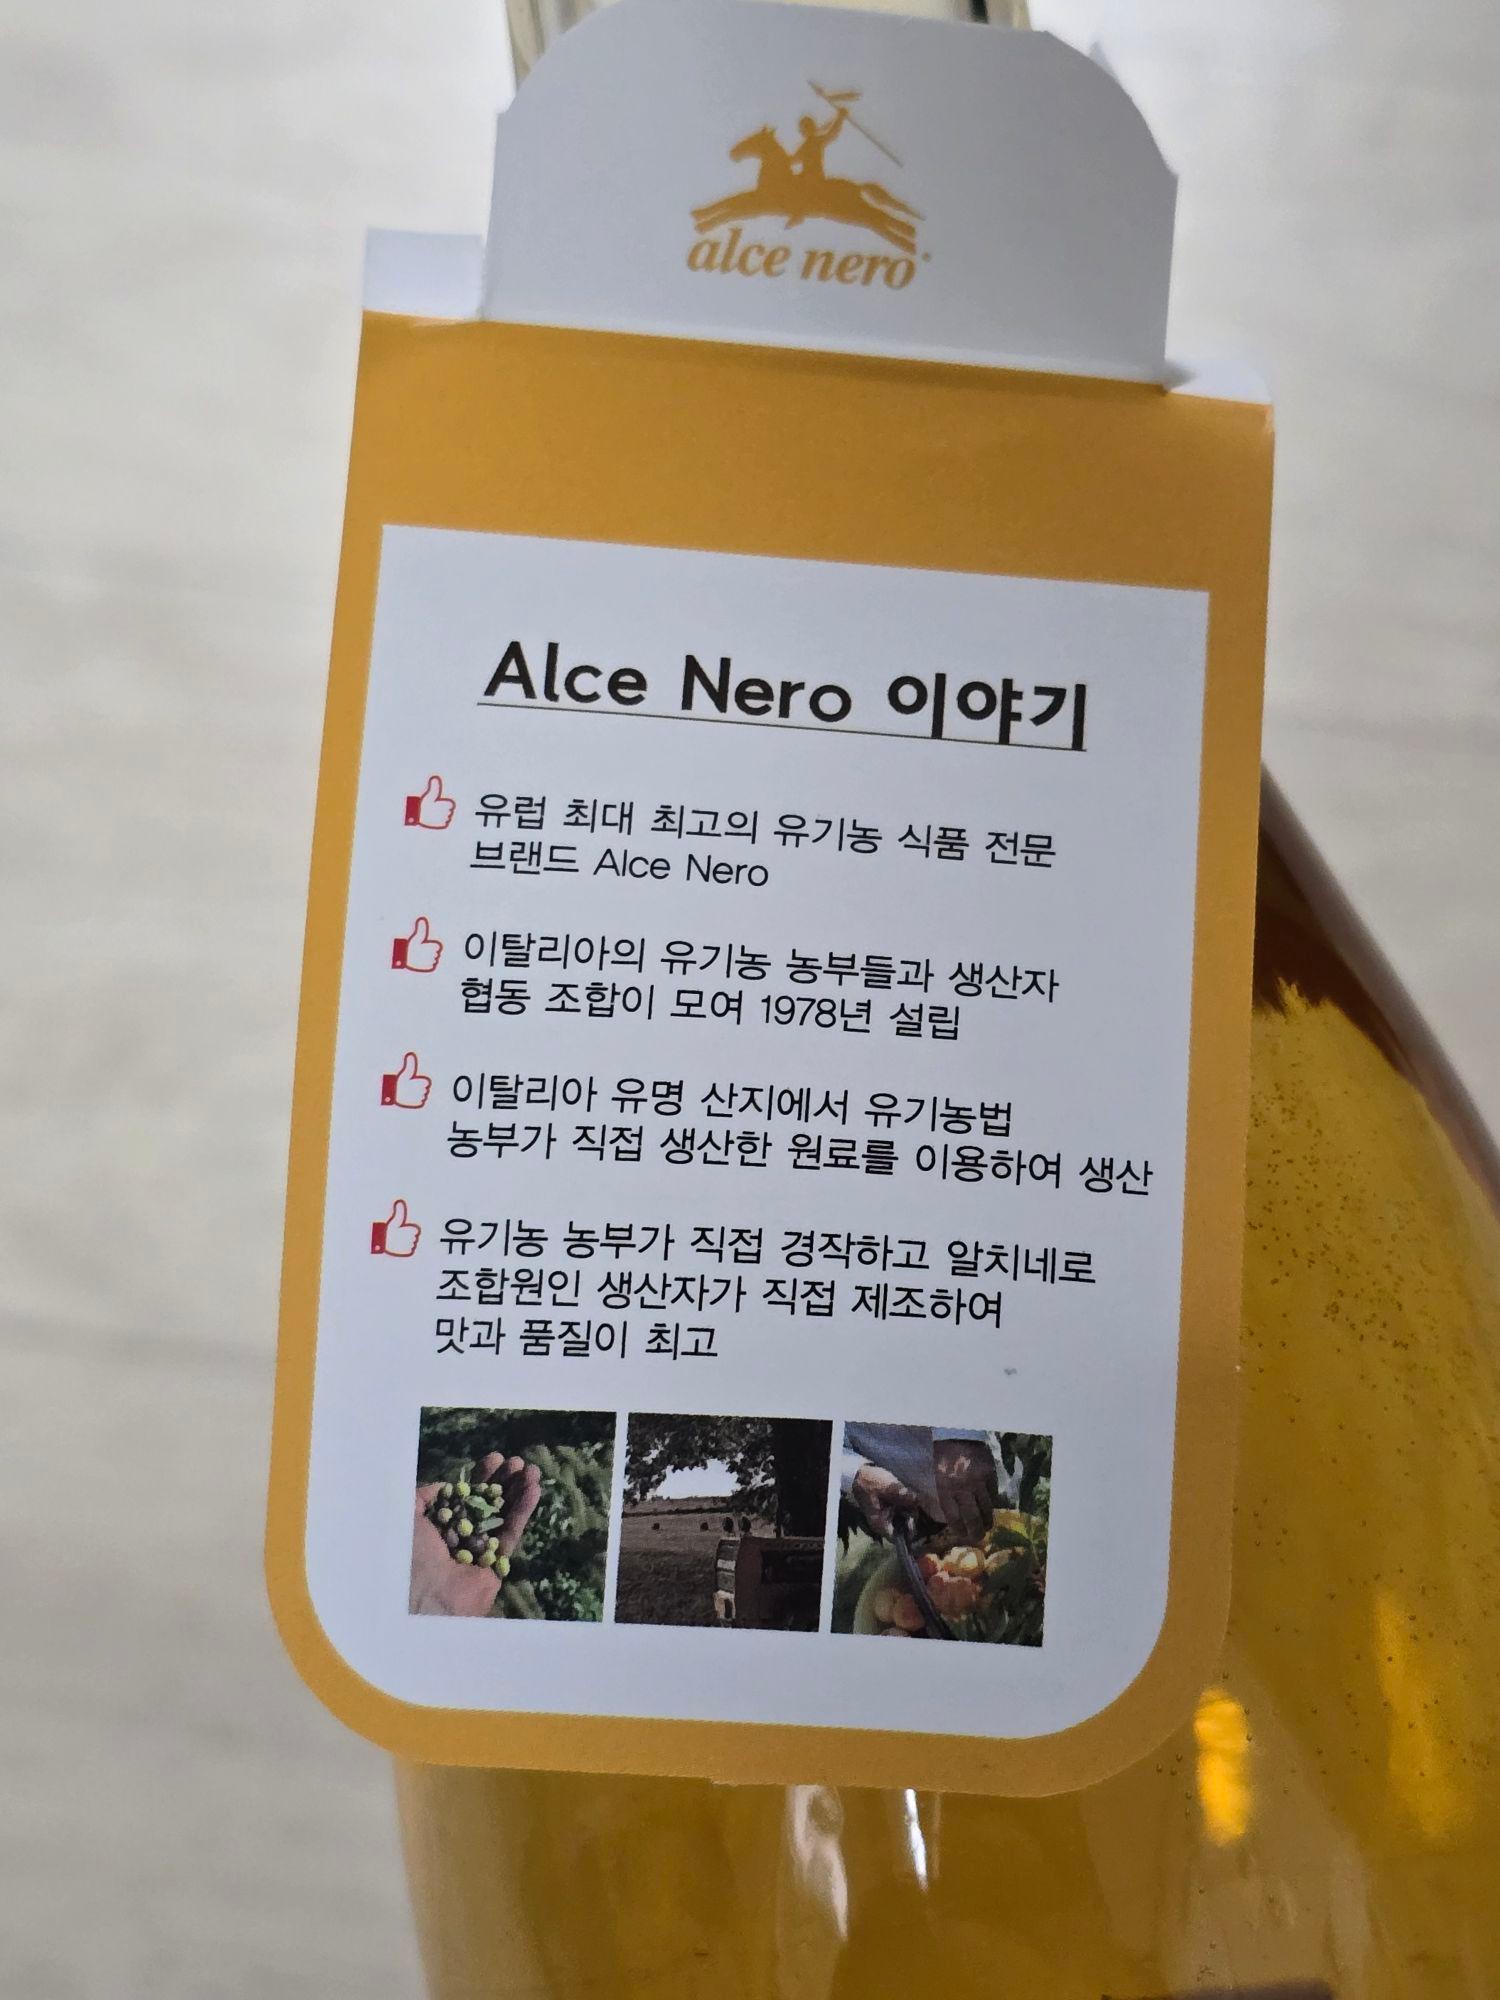 alce nero
Alce Nero 이야기
유럽 최대 최고의 유기농 식품 전문
브랜드 Alce Nero
이탈리아의 유기농 농부들과 생산자
협동 조합이 모여 1978년 설립
이탈리아 유명 산지에서 유기농법
농부가 직접 생산한 원료를 이용하여 생산
유기농 농부가 직접 경작하고 알치네로
조합원인 생산자가 직접 제조하여
맛과 품질이 최고